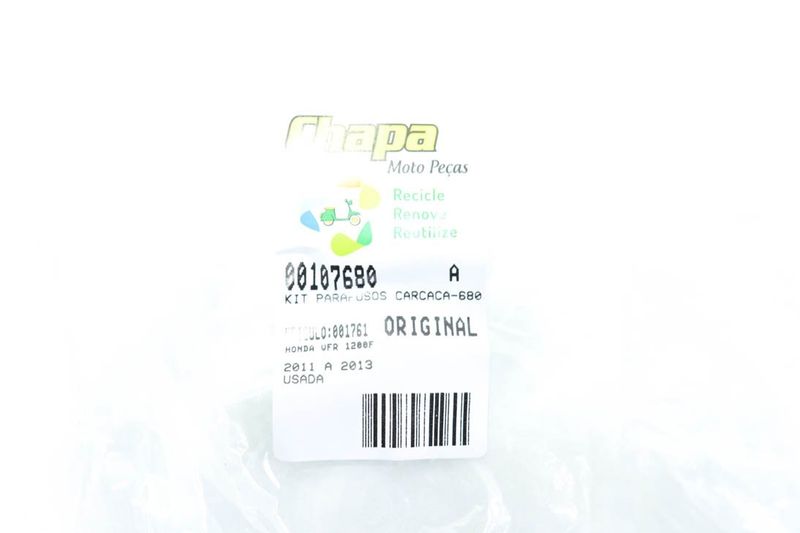 Chapa
Moto Peças
Recicle
Renove
Reutilize
00107680 A
KIT PARAFUSOS CARCACA-680
ORIGINAL
HONDA VFR 1200F
2011 A 2013
USADA